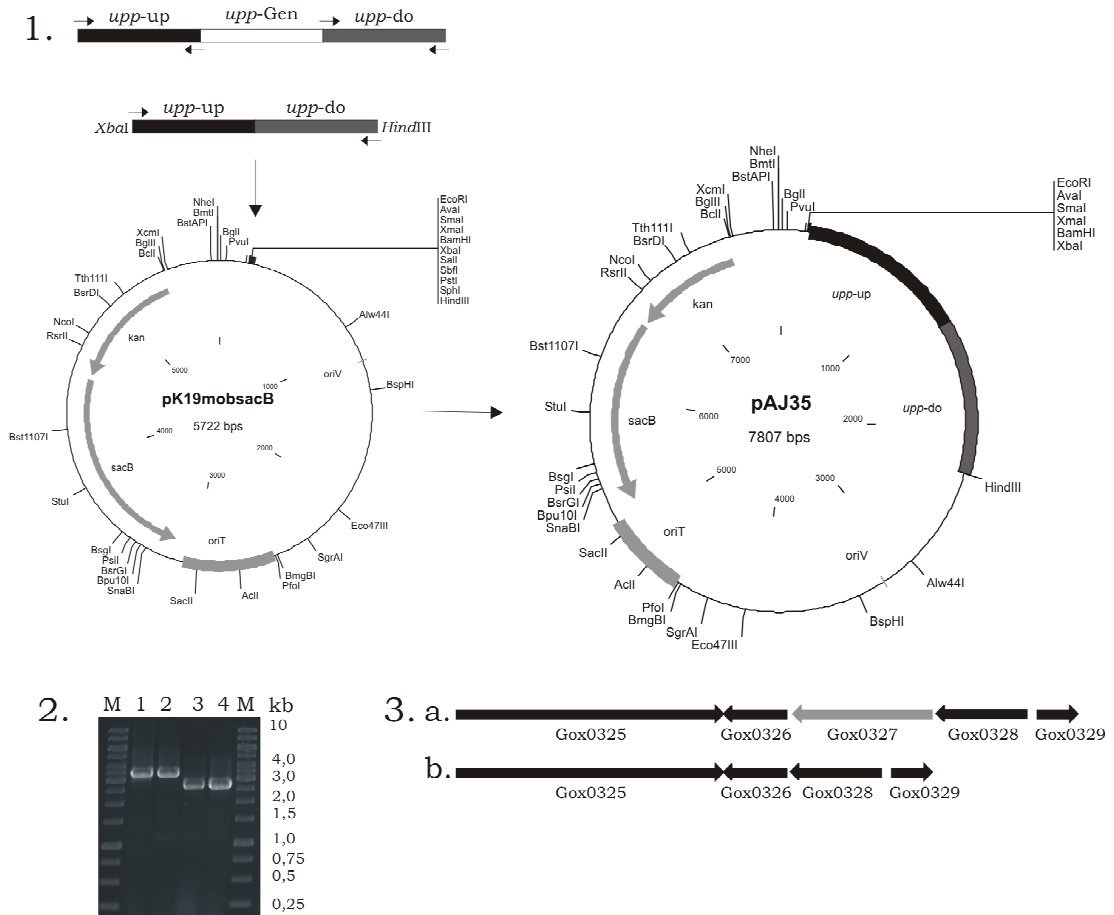 1.
upp-up
upp-Gen
upp-do
upp-up
upp-do
XbaI
HindIII
NheI
BmtI
BstAPI
BglI
PvuI
XcmI
BglII
BclI
Tth111I
BsrDI
NcoI
RsrII
Bst1107I
StuI
BsgI
PsiI
BsrGI
Bpu10I
SnaBI
SacII
AclI
PfoI
BmgBI
SgrAI
Eco47III
BspHI
Alw44I
EcoRI
AvaI
SmaI
XmaI
BamHI
XbaI
SalI
SbfI
PstI
SphI
HindIII
kan
sacB
oriT
oriV
1000
2000
3000
4000
5000
pK19mobsacB
5722 bps
NheI
BmtI
BstAPI
BglI
PvuI
XcmI
BglII
BclI
Tth111I
BsrDI
NcoI
RsrII
Bst1107I
StuI
BsgI
PsiI
BsrGI
Bpu10I
SnaBI
SacII
AclI
PfoI
BmgBI
SgrAI
Eco47III
BspHI
Alw44I
HindIII
EcoRI
AvaI
SmaI
XmaI
BamHI
XbaI
kan
sacB
oriT
oriV
upp-up
upp-do
1000
2000
3000
4000
5000
6000
7000
pAJ35
7807 bps
2.
M 1 2 3 4 M kb
10
4,0
3,0
2,0
1,5
1,0
0,75
0,5
0,25
3. a.
Gox0325 Gox0326 Gox0327 Gox0328 Gox0329
b.
Gox0325 Gox0326 Gox0328 Gox0329